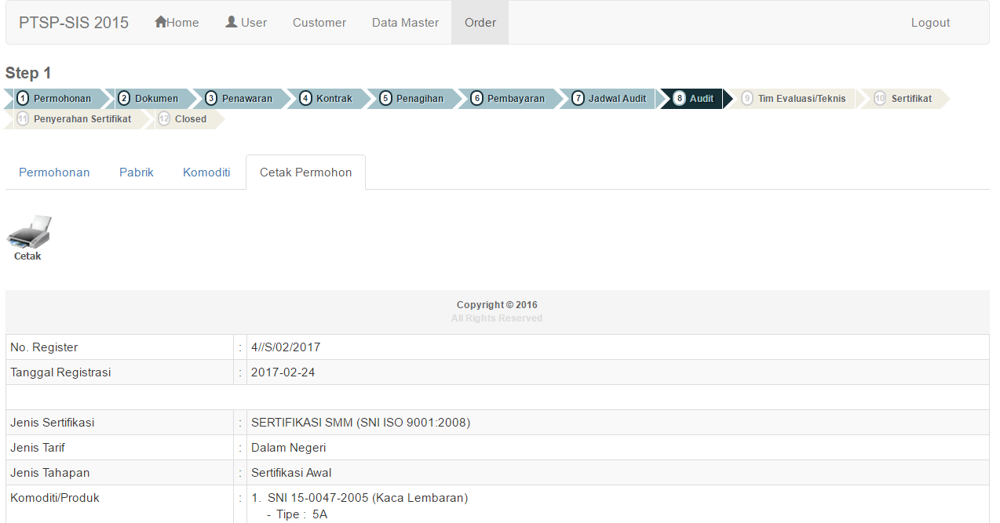 PTSP-SIS 2015 Home User Customer Data Master Order Logout
Step 1
1 Permohonan 2 Dokumen 3 Penawaran 4 Kontrak 5 Penagihan 6 Pembayaran 7 Jadwal Audit 8 Audit 9 Tim Evaluasi/Teknis 10 Sertifikat
11 Penyerahan Sertifikat 12 Closed
Permohonan Pabrik Komoditi Cetak Permohon
Cetak
Copyright © 2016
All Rights Reserved
No. Register : 4//S/02/2017
Tanggal Registrasi : 2017-02-24
Jenis Sertifikasi : SERTIFIKASI SMM (SNI ISO 9001:2008)
Jenis Tarif : Dalam Negeri
Jenis Tahapan : Sertifikasi Awal
Komoditi/Produk : 1. SNI 15-0047-2005 (Kaca Lembaran)
- Tipe : 5A